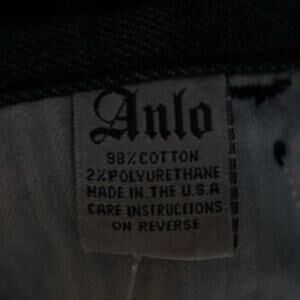 Anlo
98% COTTON
2% POLYURETHANE
MADE IN THE U.S.A
CARE INSTRUCTIONS
ON REVERSE